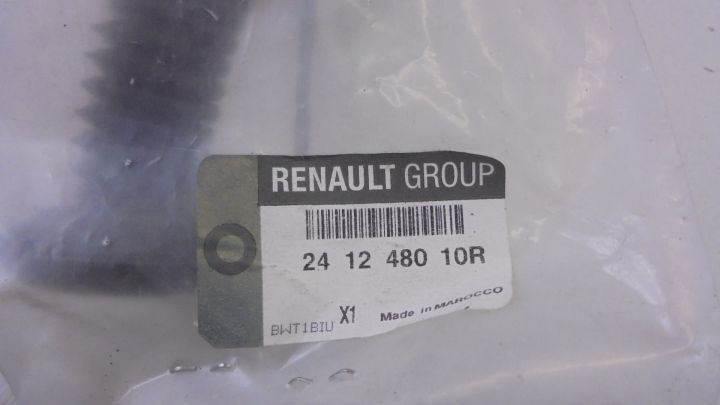 RENAULT GROUP
24 12 480 10R
X1 Made in MAROCCO
BWT1BIU